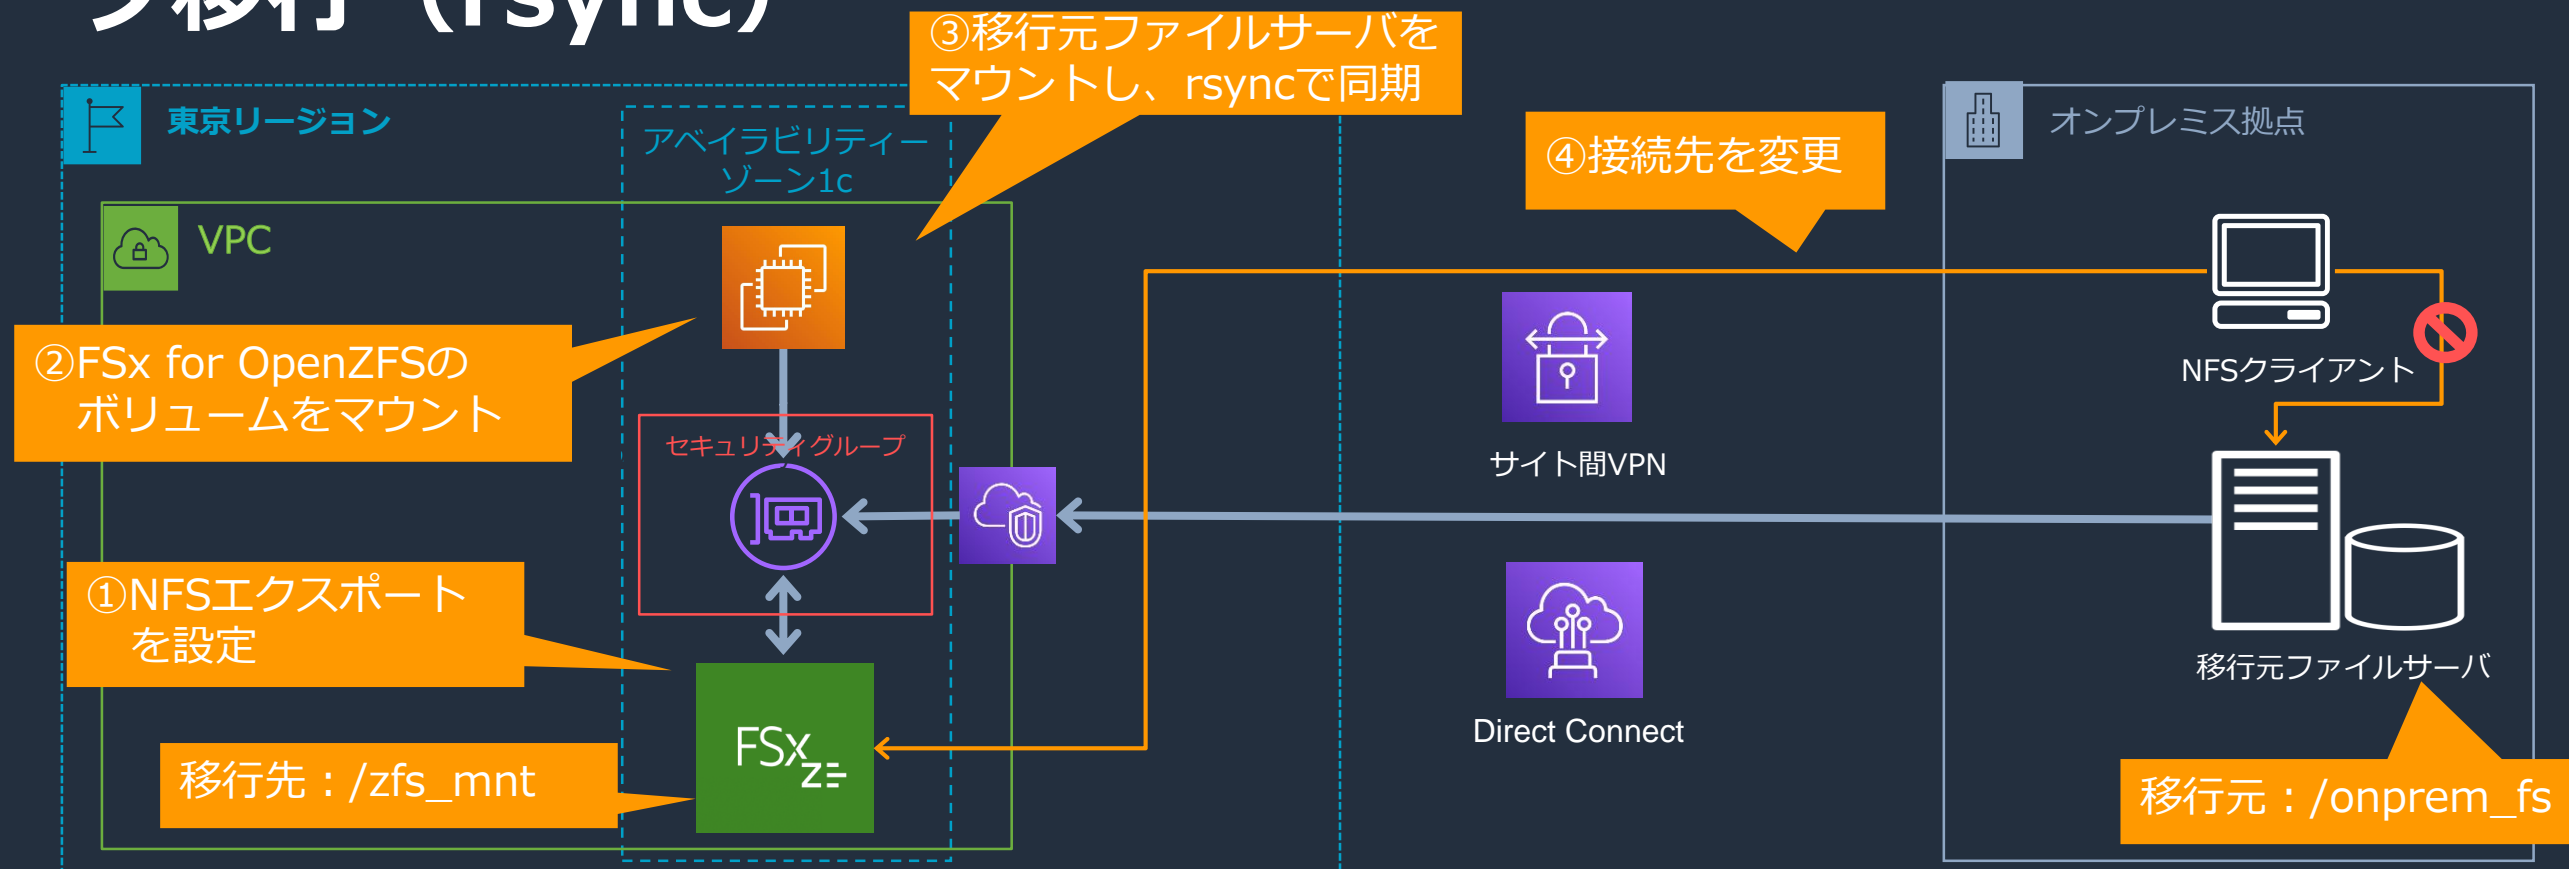 移行（rsync）
③移行元ファイルサーバを
マウントし、rsyncで同期
東京リージョン
アベイラビリティー
ゾーン1c
④接続先を変更
オンプレミス拠点
VPC
②FSx for OpenZFSの
ボリュームをマウント
NFSクライアント
セキュリティグループ
サイト間VPN
①NFSエクスポート
を設定
移行元ファイルサーバ
FSx
Z
Direct Connect
移行先：/zfs_mnt
移行元：/onprem_fs